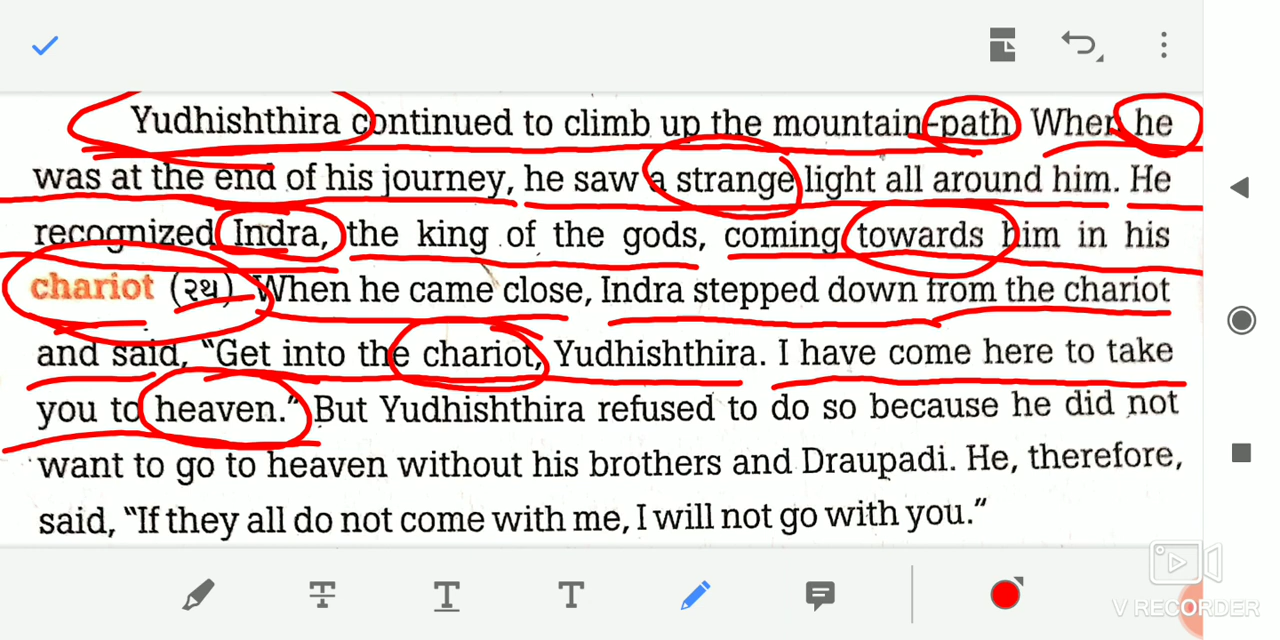 Yudhishthira continued to climb up the mountain-path When he
was at the end of his journey, he saw a strange light all around him. He
recognized Indra, the king of the gods, coming towards him in his
chariot (રથ) When he came close, Indra stepped down from the chariot
and said, “Get into the chariot, Yudhishthira. I have come here to take
you to heaven.” But Yudhishthira refused to do so because he did not
want to go to heaven without his brothers and Draupadi. He, therefore,
said, “If they all do not come with me, I will not go with you.”
T
T
T
V RECORDER